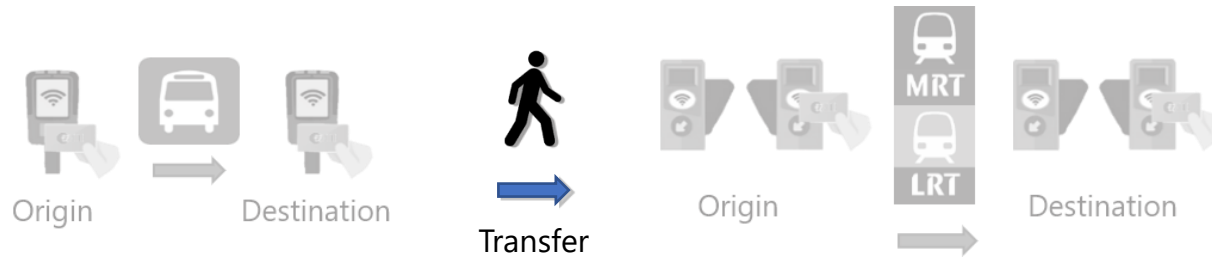 MRT
LRT
Origin
Destination
Transfer
Origin
Destination